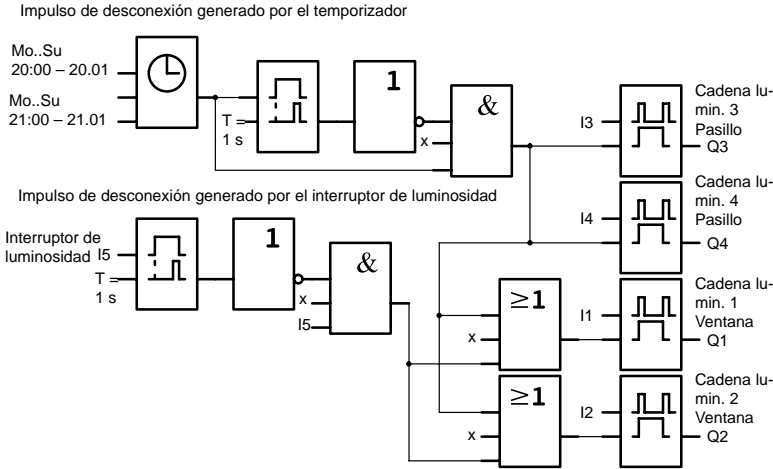 Impulso de desconexión generado por el temporizador
Mo..Su
20:00 – 20.01
Mo..Su
21:00 – 21.01
T =
1 s
1
x
&
I3
Cadena lu-
min. 3
Pasillo
Q3
Impulso de desconexión generado por el interruptor de luminosidad
I4
Cadena lu-
min. 4
Pasillo
Q4
Interruptor de
luminosidad I5
T =
1 s
1
x
I5
&
≥1
x
I1
Cadena lu-
min. 1
Ventana
Q1
≥1
x
I2
Cadena lu-
min. 2
Ventana
Q2